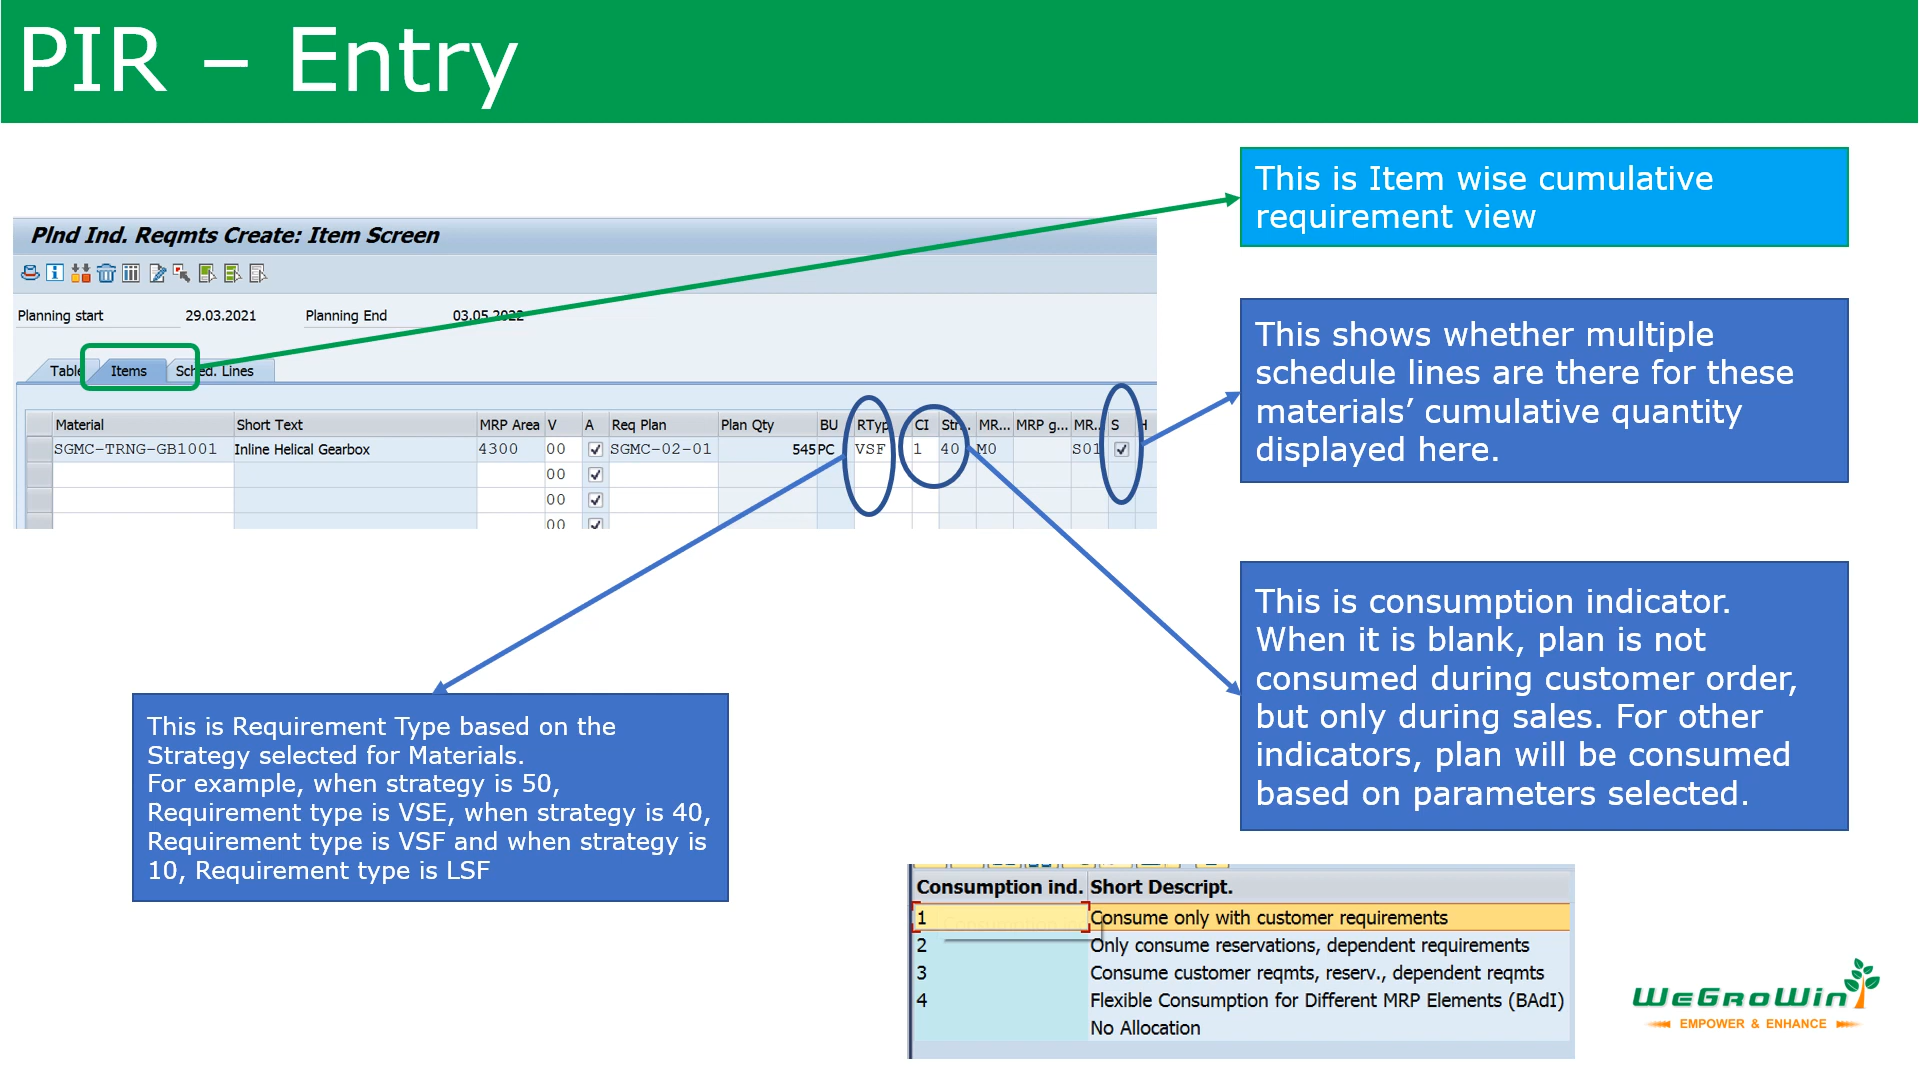 PIR – Entry
This is Item wise cumulative
requirement view
Plnd Ind. Reqmts Create: Item Screen
Planning start 29.03.2021 Planning End 03.05.2022
Table Items Sched. Lines
Material Short Text MRP Area V A Req Plan Plan Qty BU RTyp CI Str.. MR... MRP g... MR.. S H
SGMC-TRNG-GB1001 Inline Helical Gearbox 4300 00 SGMC-02-01 545 PC VSF 1 40 M0 S01
00
00
00
This shows whether multiple
schedule lines are there for these
materials’ cumulative quantity
displayed here.
This is consumption indicator.
When it is blank, plan is not
consumed during customer order,
but only during sales. For other
indicators, plan will be consumed
based on parameters selected.
This is Requirement Type based on the
Strategy selected for Materials.
For example, when strategy is 50,
Requirement type is VSE, when strategy is 40,
Requirement type is VSF and when strategy is
10, Requirement type is LSF
Consumption ind. Short Descript.
1 Consume only with customer requirements
2 Only consume reservations, dependent requirements
3 Consume customer reqmts, reserv., dependent reqmts
4 Flexible Consumption for Different MRP Elements (BAdI)
No Allocation
WeGroWin
EMPOWER & ENHANCE